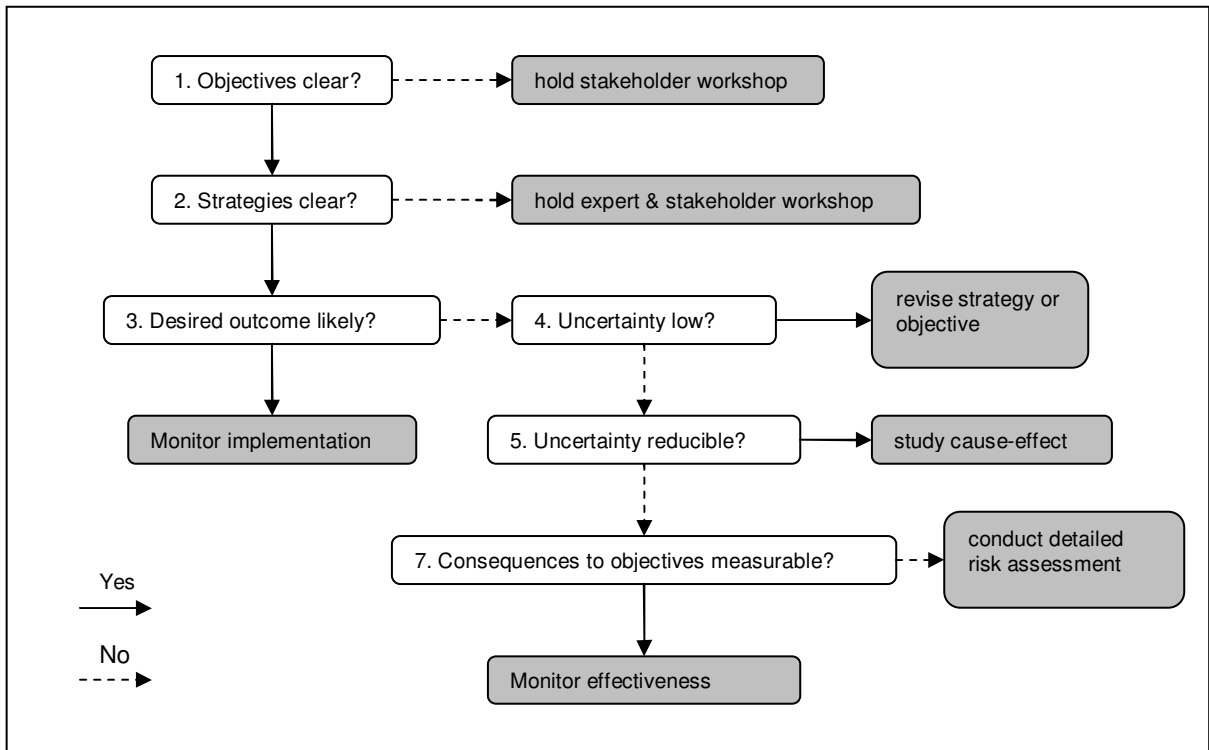 1. Objectives clear?
hold stakeholder workshop
2. Strategies clear?
hold expert & stakeholder workshop
3. Desired outcome likely?
4. Uncertainty low?
revise strategy or
objective
Monitor implementation
5. Uncertainty reducible?
study cause-effect
7. Consequences to objectives measurable?
conduct detailed
risk assessment
Yes
No
Monitor effectiveness